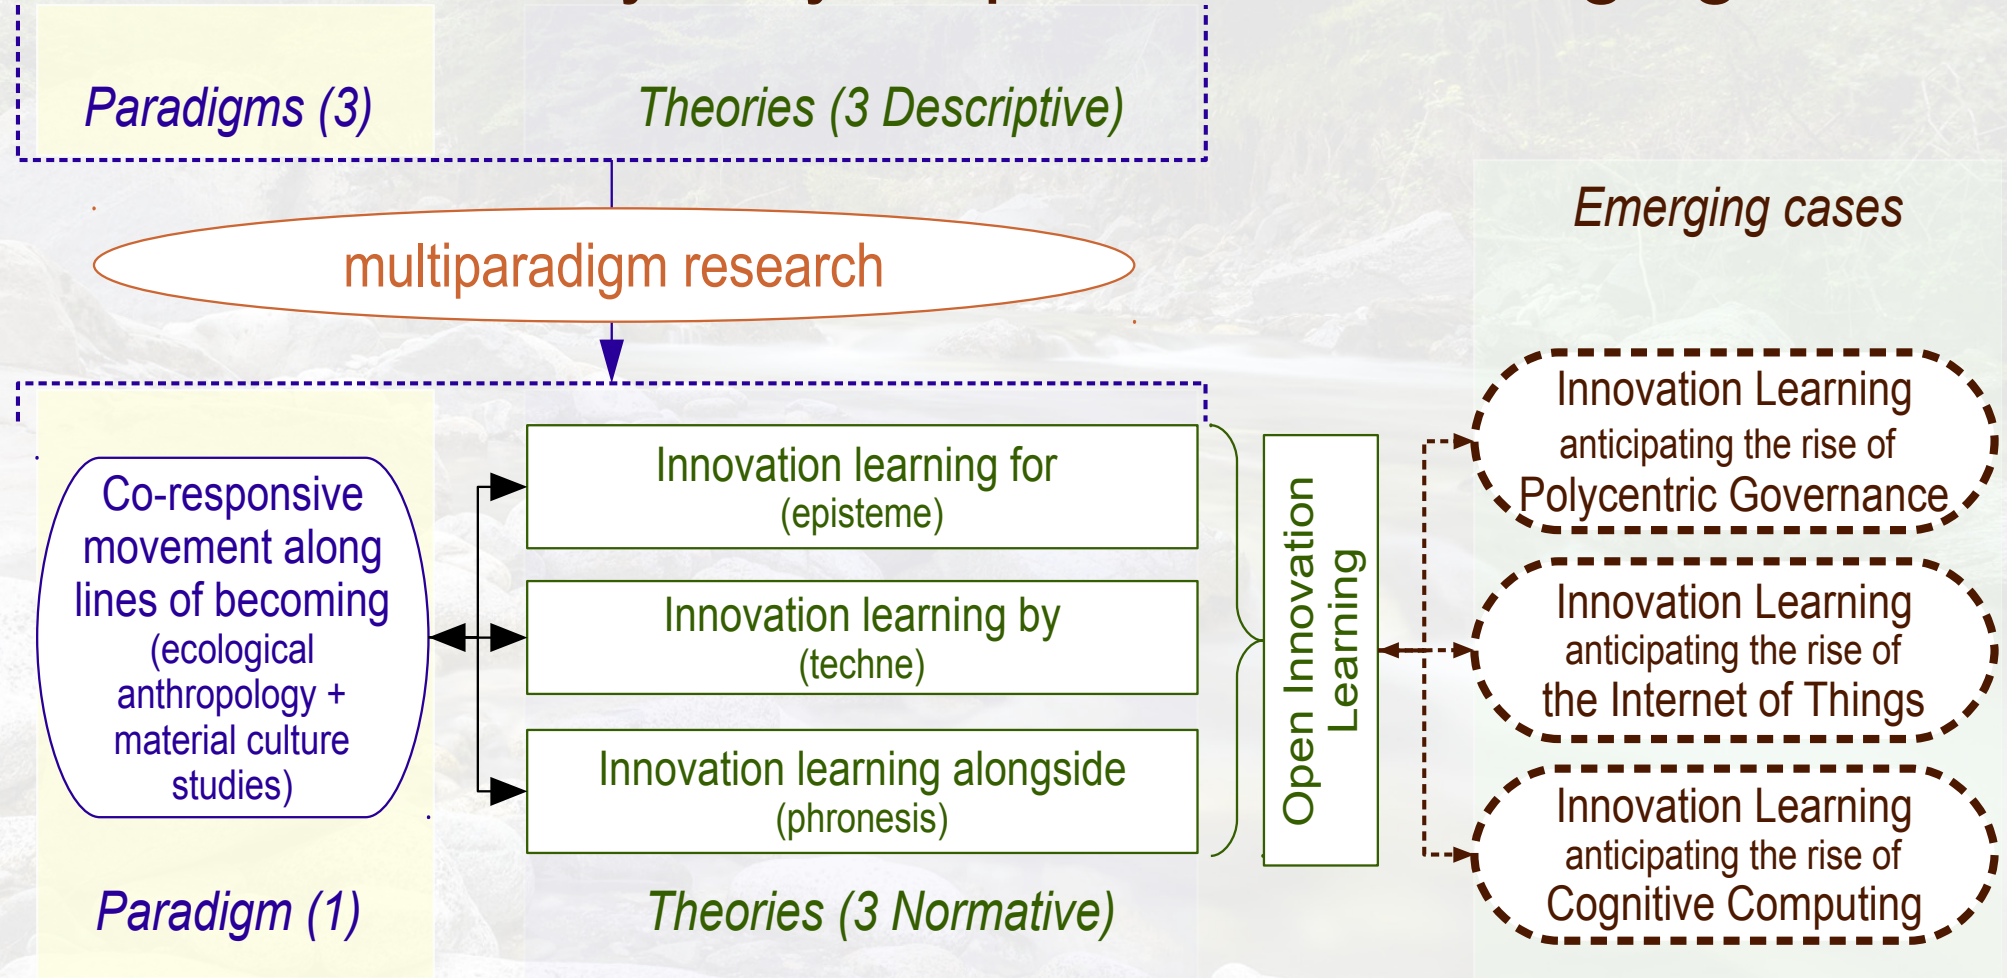 Paradigms (3)
Theories (3 Descriptive)
multiparadigm research
Emerging cases
Co-responsive
movement along
lines of becoming
(ecological
anthropology +
material culture
studies)
Paradigm (1)
Innovation learning for
(episteme)
Innovation learning by
(techne)
Innovation learning alongside
(phronesis)
Theories (3 Normative)
Open Innovation
Learning
Innovation Learning
anticipating the rise of
Polycentric Governance
Innovation Learning
anticipating the rise of
the Internet of Things
Innovation Learning
anticipating the rise of
Cognitive Computing